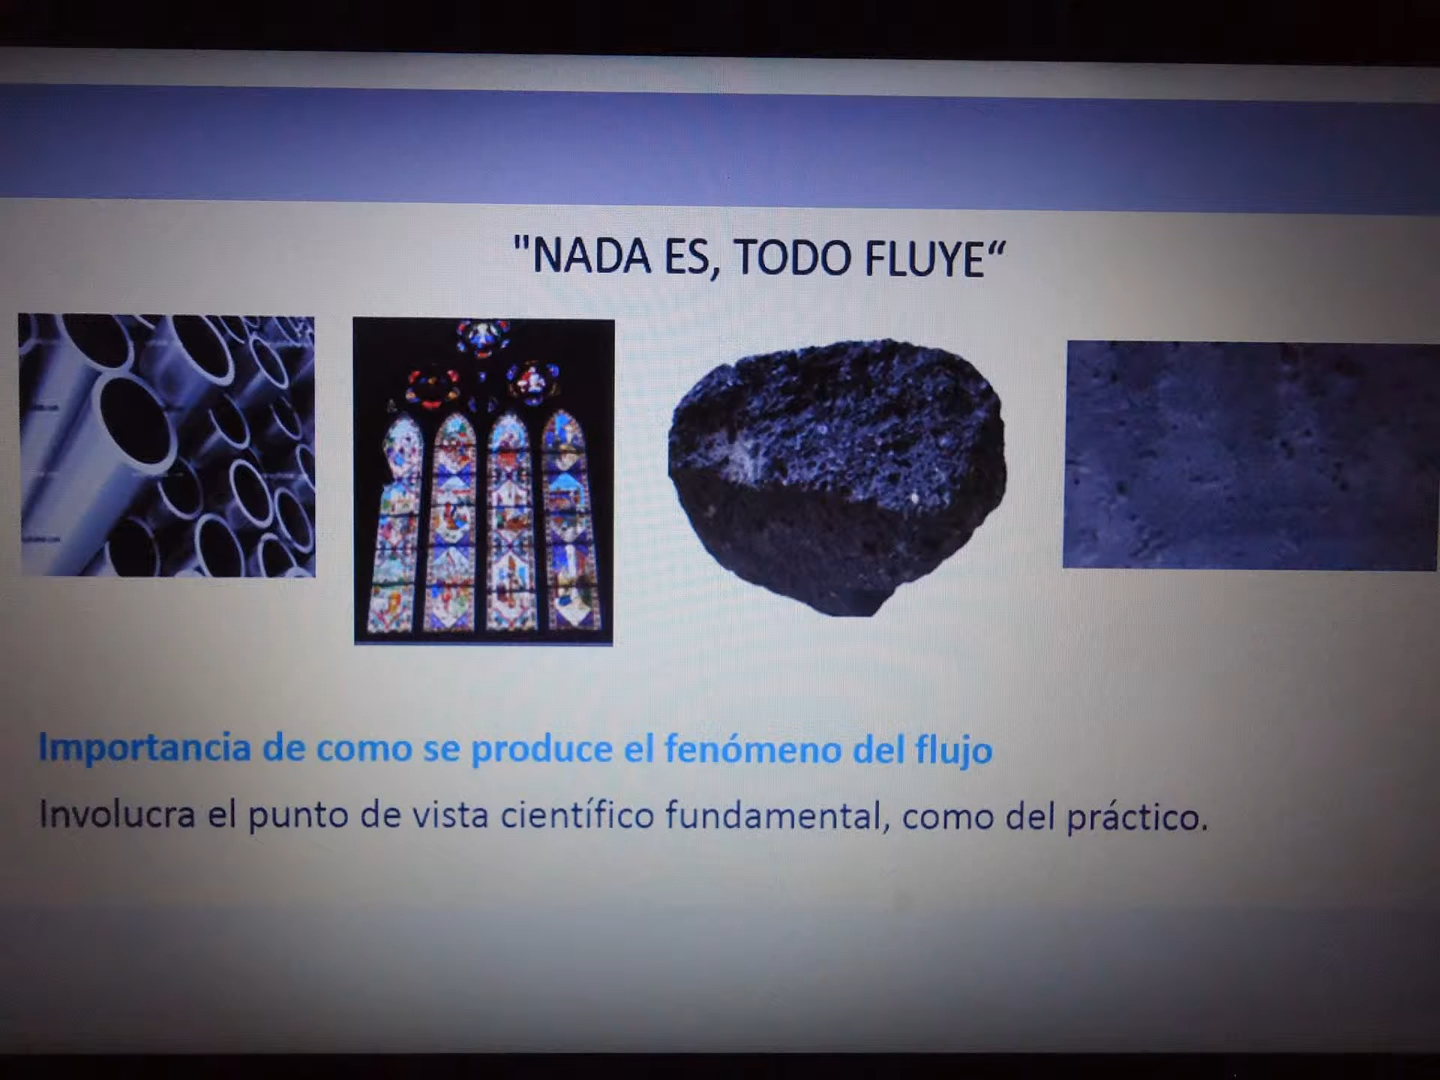 "NADA ES, TODO FLUYE“
Importancia de como se produce el fenómeno del flujo
Involucra el punto de vista científico fundamental, como del práctico.